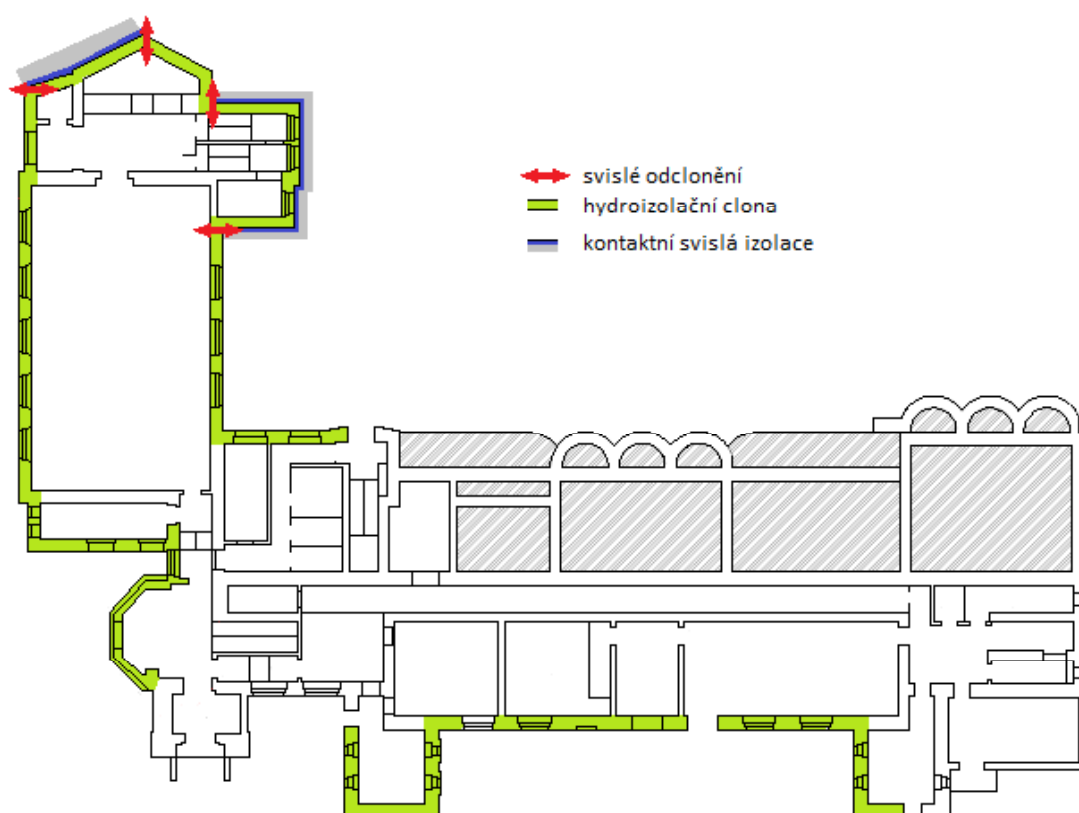 svislé odclonění
hydroizolační clona
kontaktní svislá izolace